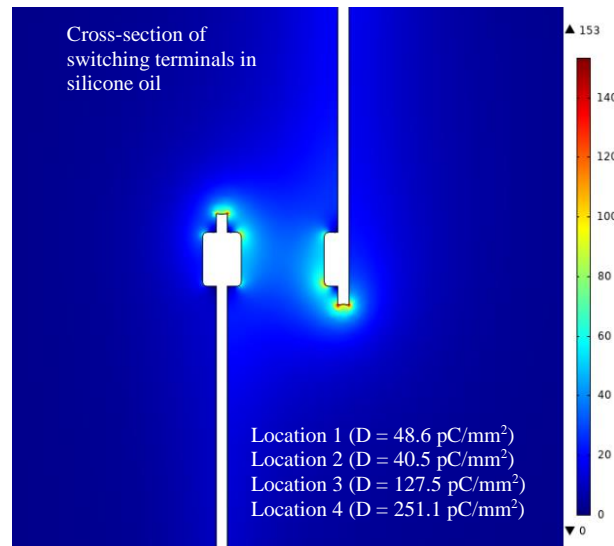 Cross-section of
switching terminals in
silicone oil
▲ 153
140
120
100
80
60
40
20
0
▼ 0
Location 1 (D = 48.6 pC/mm²)
Location 2 (D = 40.5 pC/mm²)
Location 3 (D = 127.5 pC/mm²)
Location 4 (D = 251.1 pC/mm²)